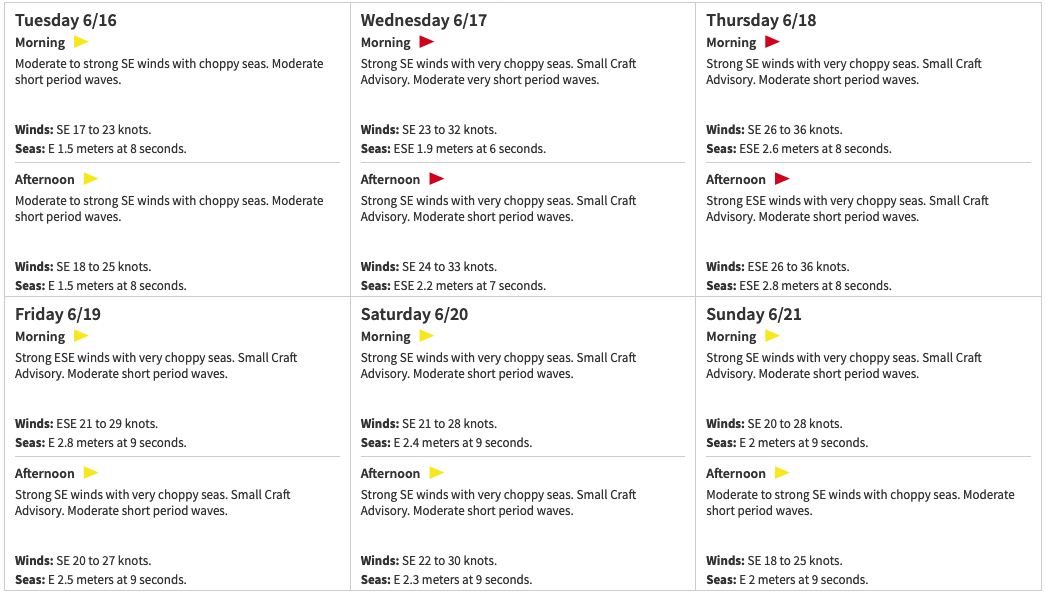 Tuesday 6/16
Morning
Moderate to strong SE winds with choppy seas. Moderate
short period waves.
Winds: SE 17 to 23 knots.
Seas: E 1.5 meters at 8 seconds.
Afternoon
Moderate to strong SE winds with choppy seas. Moderate
short period waves.
Winds: SE 18 to 25 knots.
Seas: E 1.5 meters at 8 seconds.
Wednesday 6/17
Morning
Strong SE winds with very choppy seas. Small Craft
Advisory. Moderate very short period waves.
Winds: SE 23 to 32 knots.
Seas: ESE 1.9 meters at 6 seconds.
Afternoon
Strong SE winds with very choppy seas. Small Craft
Advisory. Moderate short period waves.
Winds: SE 24 to 33 knots.
Seas: ESE 2.2 meters at 7 seconds.
Thursday 6/18
Morning
Strong SE winds with very choppy seas. Small Craft
Advisory. Moderate short period waves.
Winds: SE 26 to 36 knots.
Seas: ESE 2.6 meters at 8 seconds.
Afternoon
Strong ESE winds with very choppy seas. Small Craft
Advisory. Moderate short period waves.
Winds: ESE 26 to 36 knots.
Seas: ESE 2.8 meters at 8 seconds.
Friday 6/19
Morning
Strong ESE winds with very choppy seas. Small Craft
Advisory. Moderate short period waves.
Winds: ESE 21 to 29 knots.
Seas: E 2.8 meters at 9 seconds.
Afternoon
Strong SE winds with very choppy seas. Small Craft
Advisory. Moderate short period waves.
Winds: SE 20 to 27 knots.
Seas: E 2.5 meters at 9 seconds.
Saturday 6/20
Morning
Strong SE winds with very choppy seas. Small Craft
Advisory. Moderate short period waves.
Winds: SE 21 to 28 knots.
Seas: E 2.4 meters at 9 seconds.
Afternoon
Strong SE winds with very choppy seas. Small Craft
Advisory. Moderate short period waves.
Winds: SE 22 to 30 knots.
Seas: E 2.3 meters at 9 seconds.
Sunday 6/21
Morning
Strong SE winds with very choppy seas. Small Craft
Advisory. Moderate short period waves.
Winds: SE 20 to 28 knots.
Seas: E 2 meters at 9 seconds.
Afternoon
Moderate to strong SE winds with choppy seas. Moderate
short period waves.
Winds: SE 18 to 25 knots.
Seas: E 2 meters at 9 seconds.